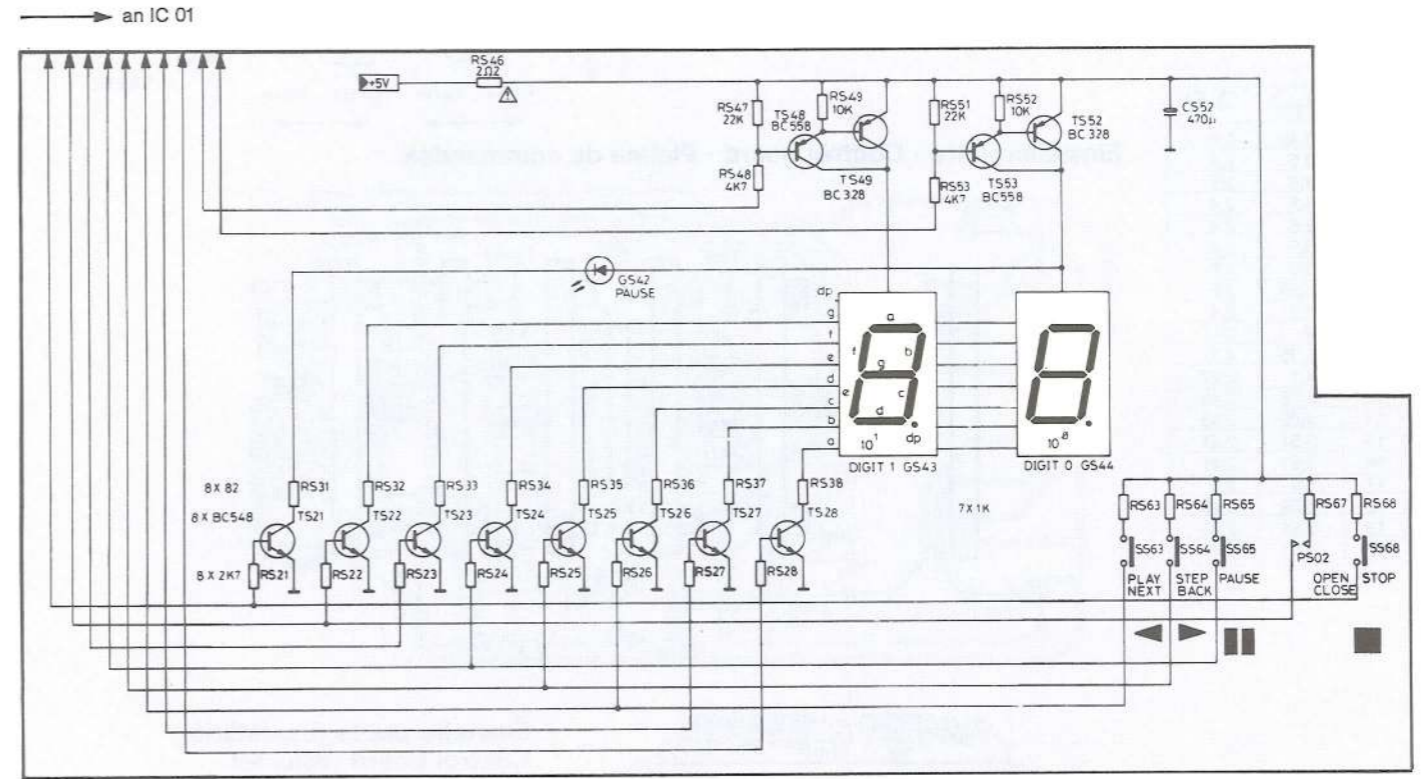 an IC 01
+5V
RS46
2Ω2
RS47
22K
TS48
BC558
RS49
10K
RS51
22K
RS52
10K
TS52
BC 328
CS52
470µ
RS48
4K7
TS49
BC328
RS53
4K7
TS53
BC558
GS42
PAUSE
dp
g
f
e
d
c
b
a
a
f
b
g
e
c
d
dp
10¹
DIGIT 1 GS43
DIGIT 0 GS44
7X1K
8 X 82
RS31
RS32
RS33
RS34
RS35
RS36
RS37
RS38
8 X BC548
TS21
TS22
TS23
TS24
TS25
TS26
TS27
TS28
8 X 2K7
RS21
RS22
RS23
RS24
RS25
RS26
RS27
RS28
RS63
RS64
RS65
RS67
RS68
SS63
SS64
SS65
PS02
SS68
PLAY
NEXT
STEP
BACK
PAUSE
OPEN
CLOSE
STOP